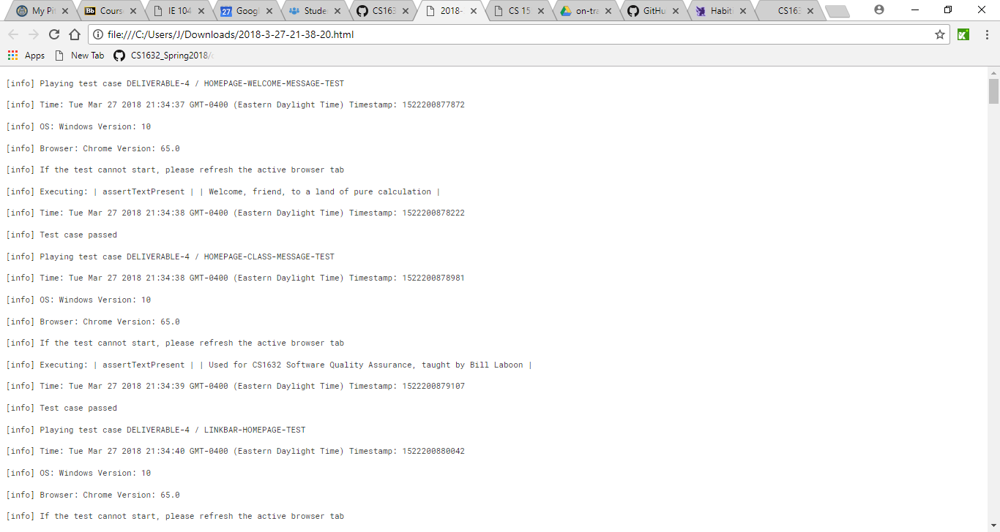 My Pi
Bb Cours
IE 104
27 Goog
Stude
CS163
2018-
CS 15
on-tra
GitHu
Habiti
CS163
file:///C:/Users/J/Downloads/2018-3-27-21-38-20.html
Apps New Tab CS1632_Spring2018/
[info] Playing test case DELIVERABLE-4 / HOMEPAGE-WELCOME-MESSAGE-TEST
[info] Time: Tue Mar 27 2018 21:34:37 GMT-0400 (Eastern Daylight Time) Timestamp: 1522200877872
[info] OS: Windows Version: 10
[info] Browser: Chrome Version: 65.0
[info] If the test cannot start, please refresh the active browser tab
[info] Executing: | assertTextPresent | | Welcome, friend, to a land of pure calculation |
[info] Time: Tue Mar 27 2018 21:34:38 GMT-0400 (Eastern Daylight Time) Timestamp: 1522200878222
[info] Test case passed
[info] Playing test case DELIVERABLE-4 / HOMEPAGE-CLASS-MESSAGE-TEST
[info] Time: Tue Mar 27 2018 21:34:38 GMT-0400 (Eastern Daylight Time) Timestamp: 1522200878981
[info] OS: Windows Version: 10
[info] Browser: Chrome Version: 65.0
[info] If the test cannot start, please refresh the active browser tab
[info] Executing: | assertTextPresent | | Used for CS1632 Software Quality Assurance, taught by Bill Laboon |
[info] Time: Tue Mar 27 2018 21:34:39 GMT-0400 (Eastern Daylight Time) Timestamp: 1522200879107
[info] Test case passed
[info] Playing test case DELIVERABLE-4 / LINKBAR-HOMEPAGE-TEST
[info] Time: Tue Mar 27 2018 21:34:40 GMT-0400 (Eastern Daylight Time) Timestamp: 1522200880042
[info] OS: Windows Version: 10
[info] Browser: Chrome Version: 65.0
[info] If the test cannot start, please refresh the active browser tab